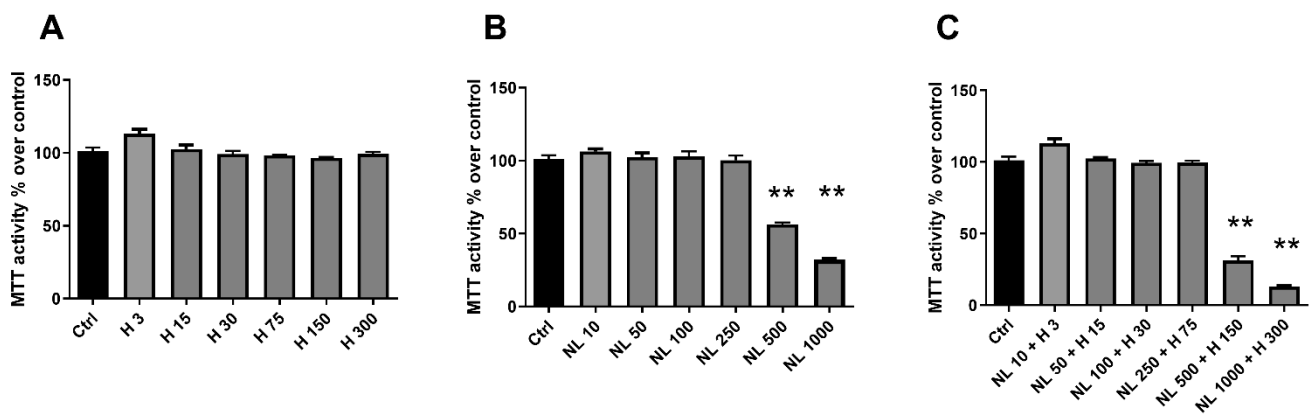 A
MTT activity % over control
150
100
50
0
Ctrl
H 3
H 15
H 30
H 75
H 150
H 300
B
MTT activity % over control
150
100
50
0
**
**
Ctrl
NL 10
NL 50
NL 100
NL 250
NL 500
NL 1000
C
MTT activity % over control
150
100
50
0
**
**
Ctrl
NL 10 + H 3
NL 50 + H 15
NL 100 + H 30
NL 250 + H 75
NL 500 + H 150
NL 1000 + H 300